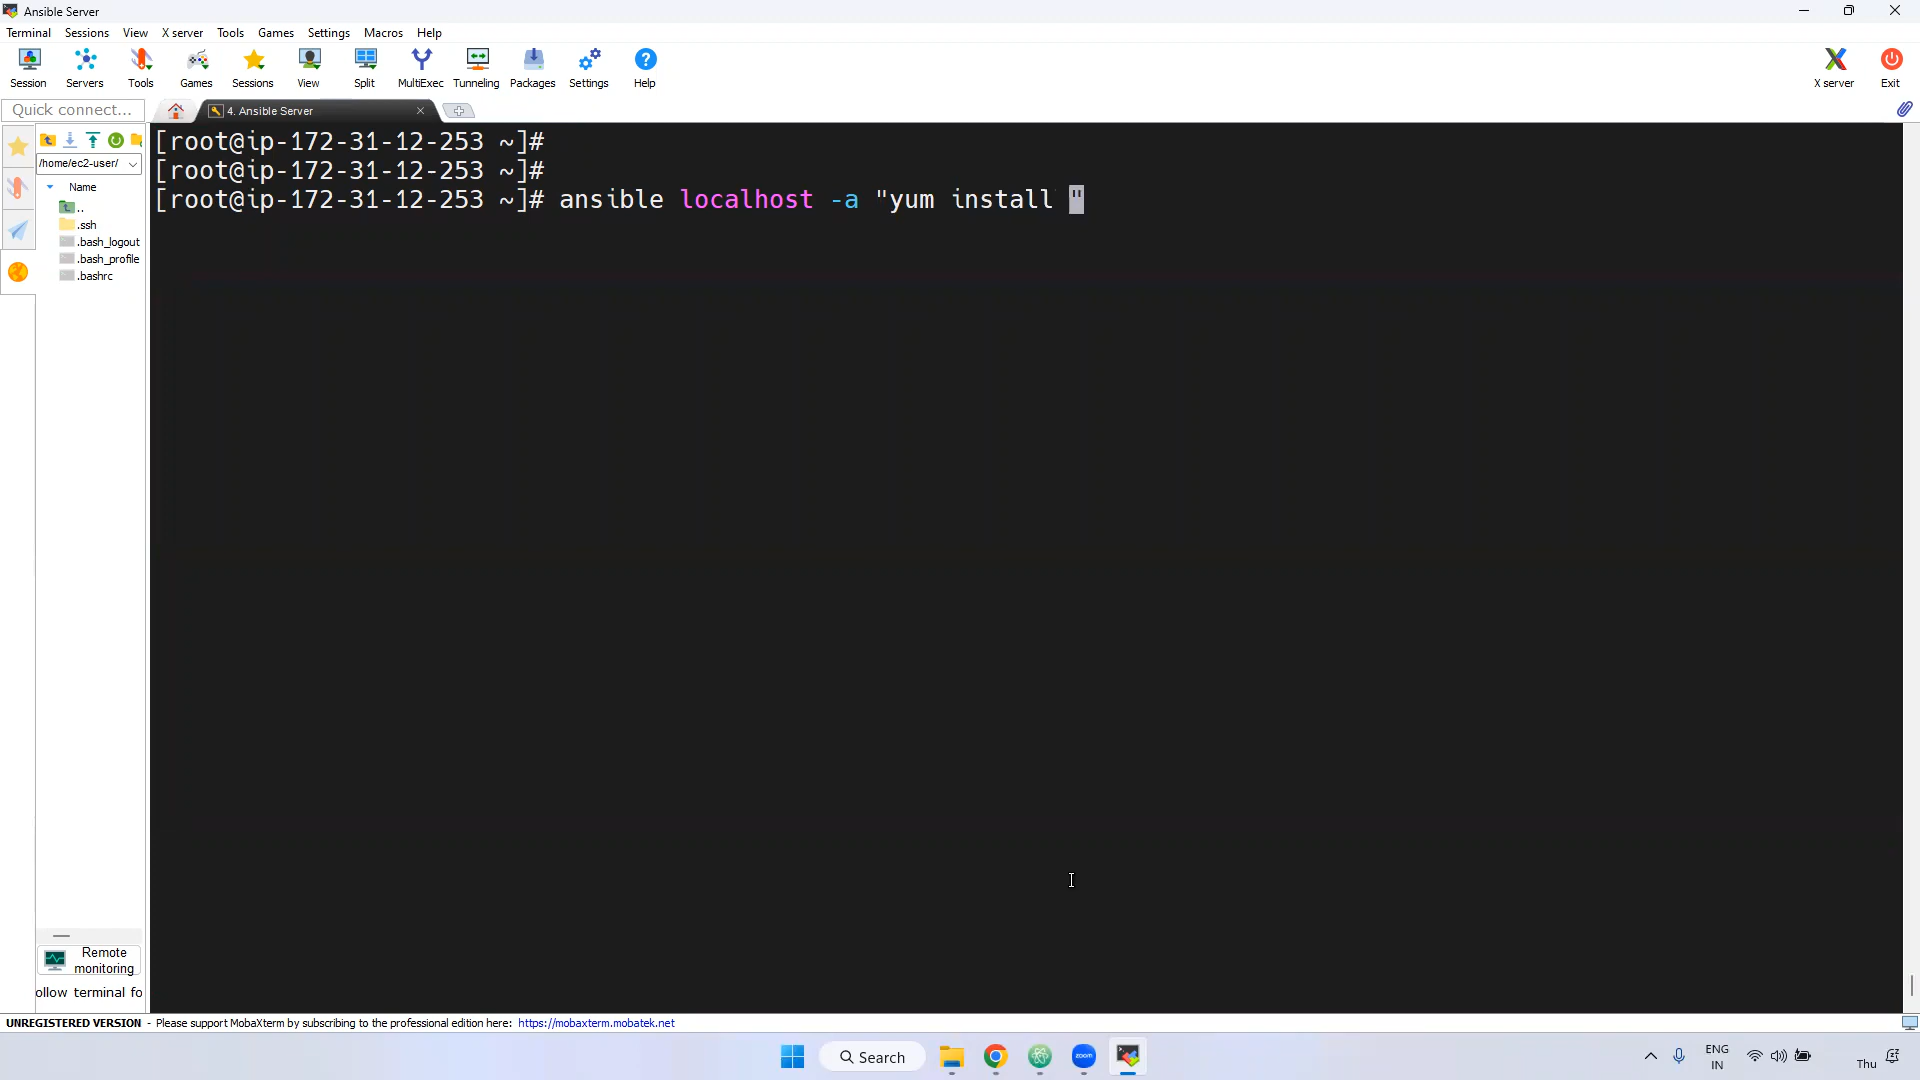 Ansible Server
Terminal Sessions View X server Tools Games Settings Macros Help
Session Servers Tools Games Sessions View Split MultiExec Tunneling Packages Settings Help X server Exit
Quick connect... 4. Ansible Server
/home/ec2-user/
Name
..
.ssh
.bash_logout
.bash_profile
.bashrc
[root@ip-172-31-12-253 ~]#
[root@ip-172-31-12-253 ~]#
[root@ip-172-31-12-253 ~]# ansible localhost -a "yum install "
Remote
monitoring
ollow terminal fo
UNREGISTERED VERSION - Please support MobaXterm by subscribing to the professional edition here: https://mobaxterm.mobatek.net
Search
zoom
ENG
IN
Thu